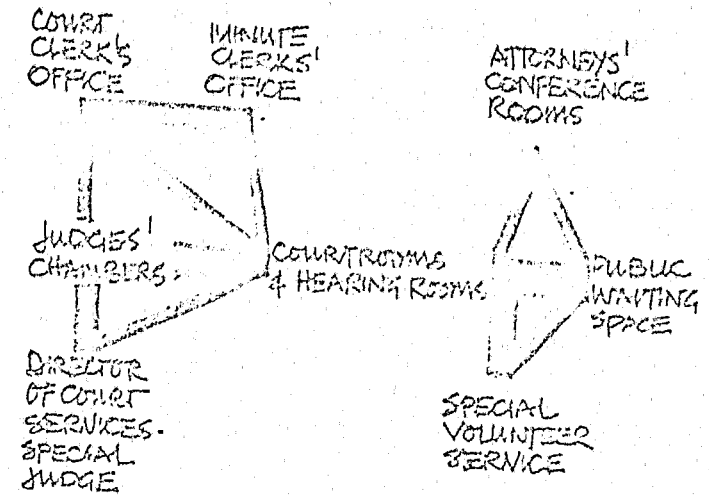 COURT
CLERK'S
OFFICE
MINUTE
CLERKS'
OFFICE
ATTORNEYS'
CONFERENCE
ROOMS
JUDGES'
CHAMBERS
COURTROOMS
& HEARING ROOMS
PUBLIC
WAITING
SPACE
DIRECTOR
OF COURT
SERVICES.
SPECIAL
JUDGE
SPECIAL
VOLUNTEER
SERVICE